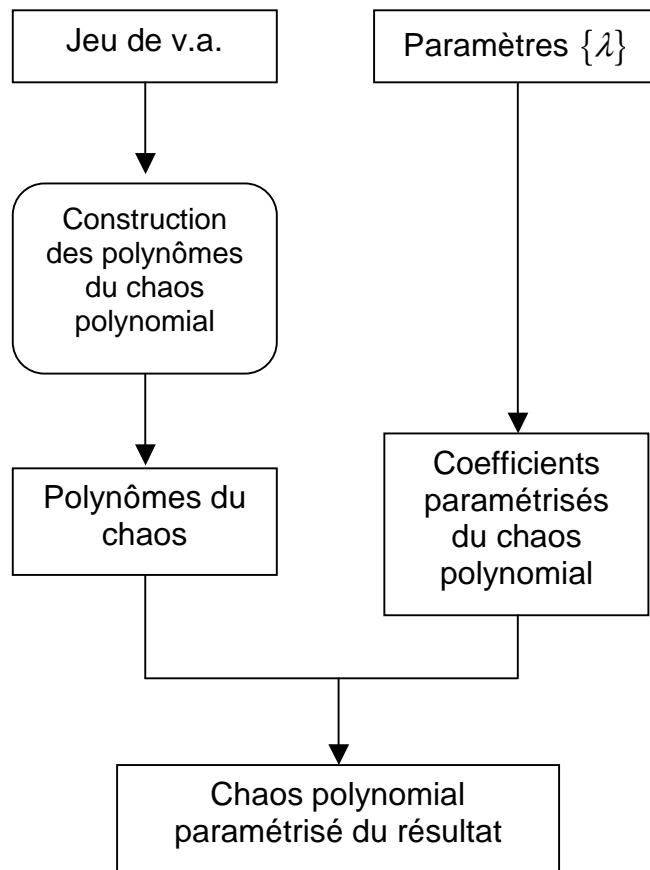 Jeu de v.a.
Paramètres {λ}
Construction
des polynômes
du chaos
polynomial
Polynômes du
chaos
Coefficients
paramétrisés
du chaos
polynomial
Chaos polynomial
paramétrisé du résultat